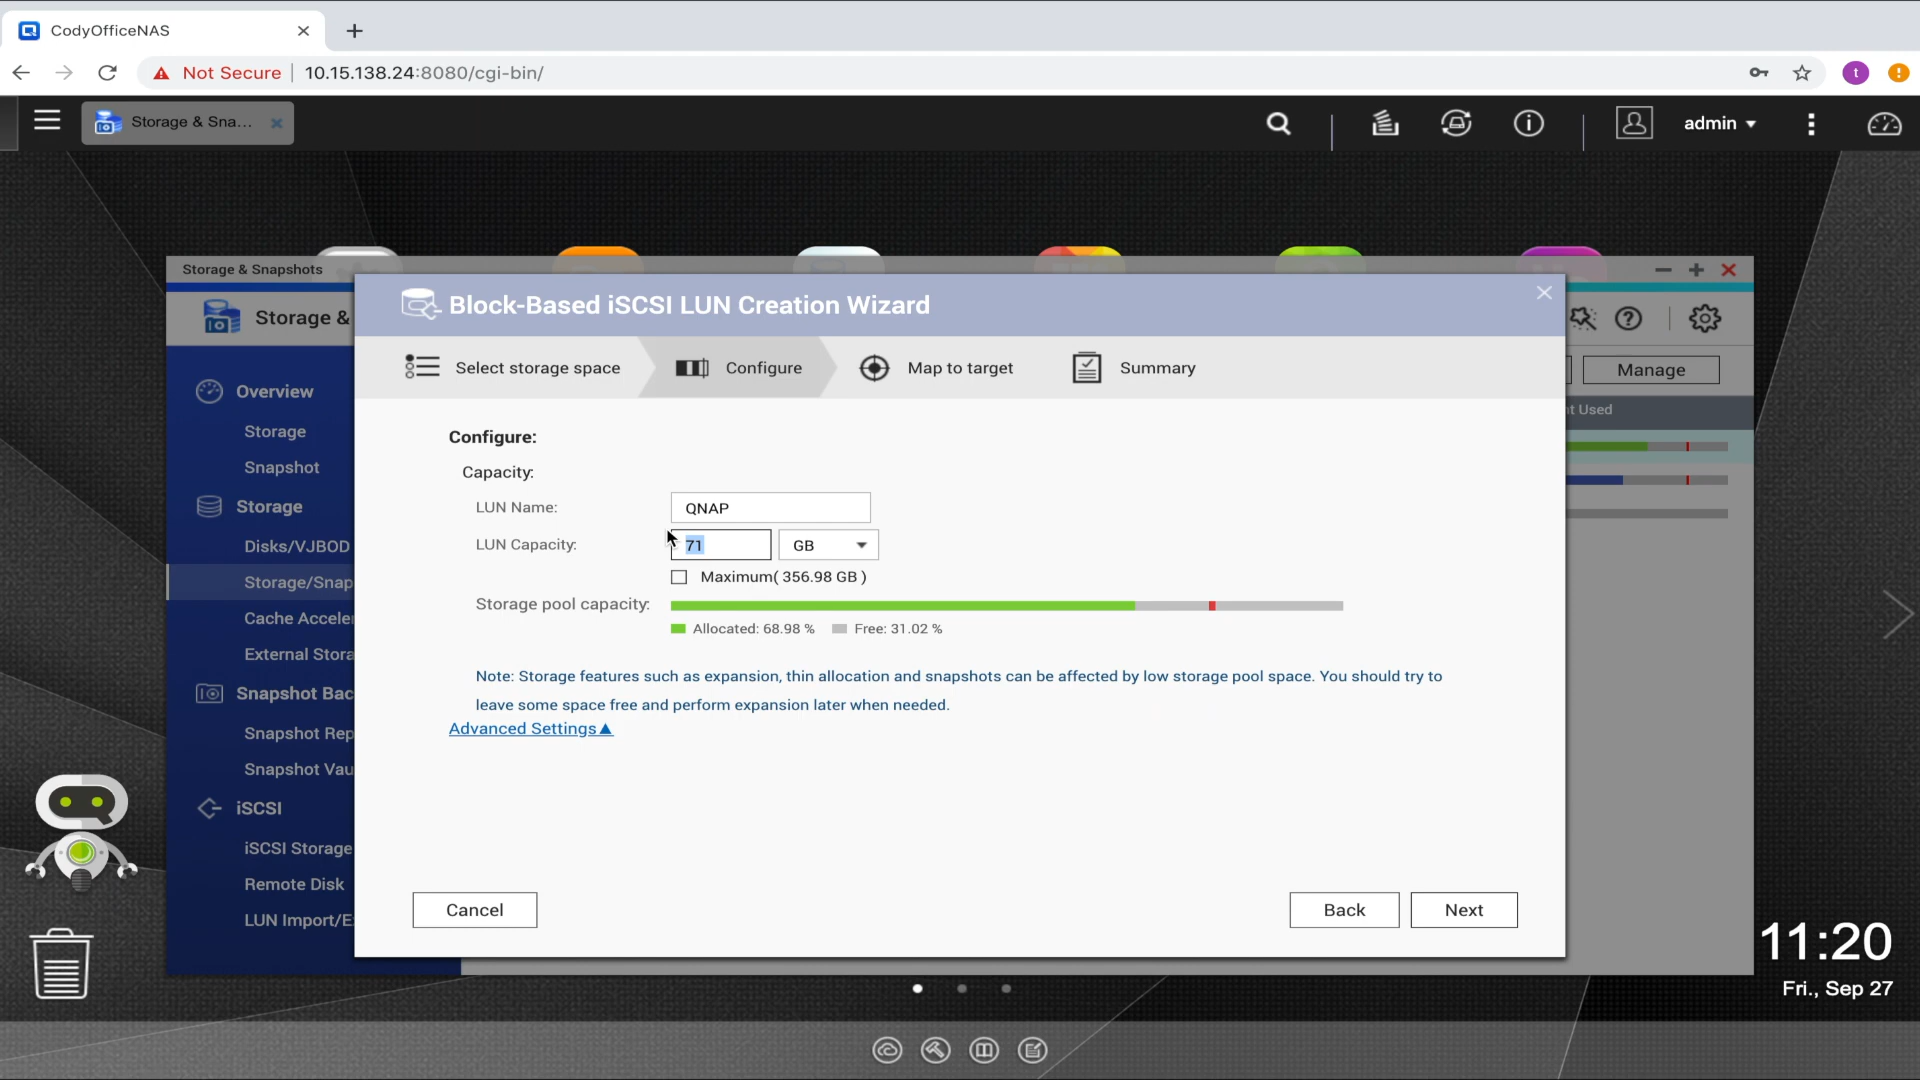 CodyOfficeNAS
Not Secure
10.15.138.24:8080/cgi-bin/
t
Storage & Sna...
admin
Storage & Snapshots
Storage &
Block-Based iSCSI LUN Creation Wizard
Select storage space
Configure
Map to target
Summary
Manage
Overview
Used
Storage
Configure:
Snapshot
Capacity:
Storage
LUN Name:
QNAP
Disks/VJBOD
LUN Capacity:
71
GB
Storage/Snap
Maximum( 356.98 GB )
Cache Acceler
Storage pool capacity:
Allocated: 68.98 %
Free: 31.02 %
External Stora
Snapshot Bac
Note: Storage features such as expansion, thin allocation and snapshots can be affected by low storage pool space. You should try to
leave some space free and perform expansion later when needed.
Snapshot Rep
Advanced Settings▲
Snapshot Vau
iSCSI
iSCSI Storage
Remote Disk
LUN Import/E
Cancel
Back
Next
11:20
Fri., Sep 27